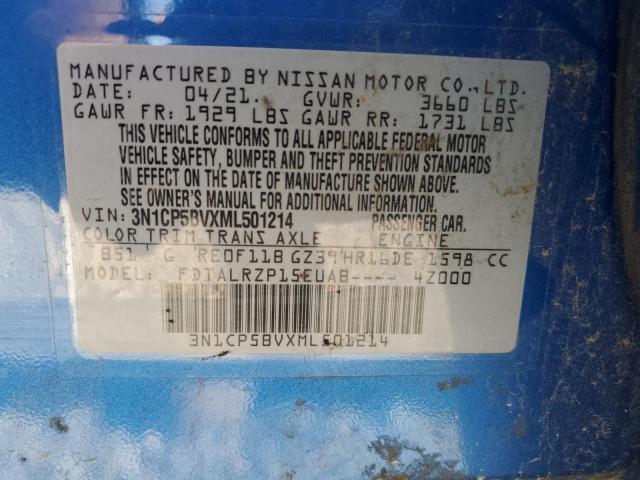 MANUFACTURED BY NISSAN MOTOR CO., LTD.
DATE: 04/21. GVWR: 3660 LBS
GAWR FR: 1929 LBS GAWR RR: 1731 LBS
THIS VEHICLE CONFORMS TO ALL APPLICABLE FEDERAL MOTOR
VEHICLE SAFETY, BUMPER AND THEFT PREVENTION STANDARDS
IN EFFECT ON THE DATE OF MANUFACTURE SHOWN ABOVE.
SEE OWNER'S MANUAL FOR ADDITIONAL INFORMATION.
VIN: 3N1CP5BVXML501214 PASSENGER CAR.
COLOR TRIM TRANS AXLE ENGINE
B51 G RE0F11B GZ39 HR16DE 1598 CC
MODEL: FDTALRZP15EUAB---- 4Z000
3N1CP5BVXML501214